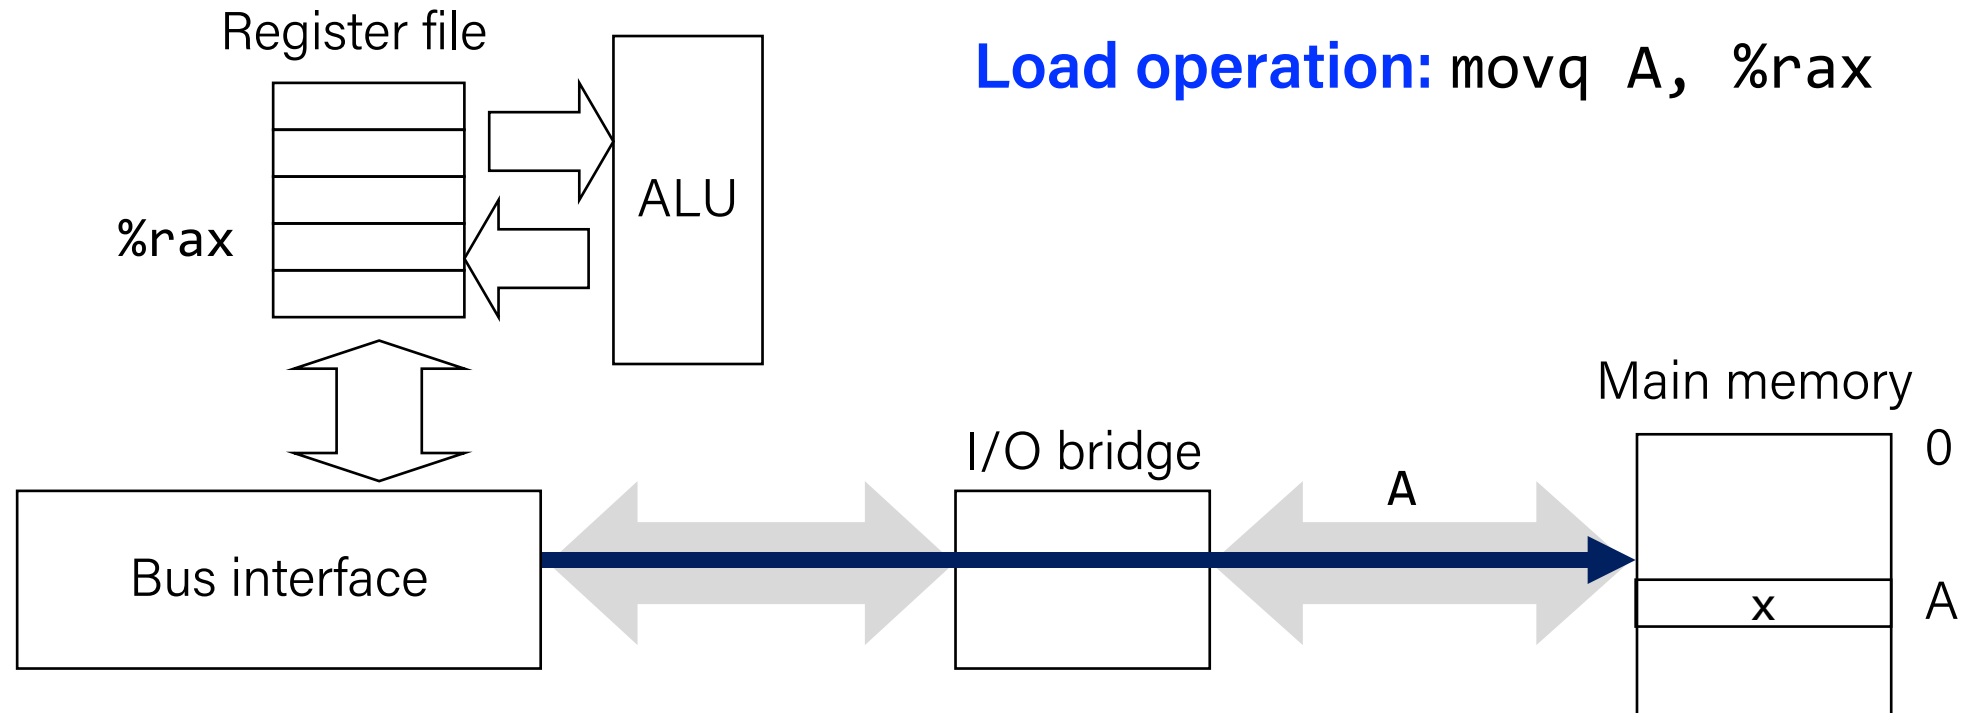 Register file
Load operation: movq A, %rax
ALU
%rax
Main memory
I/O bridge
0
A
Bus interface
x
A